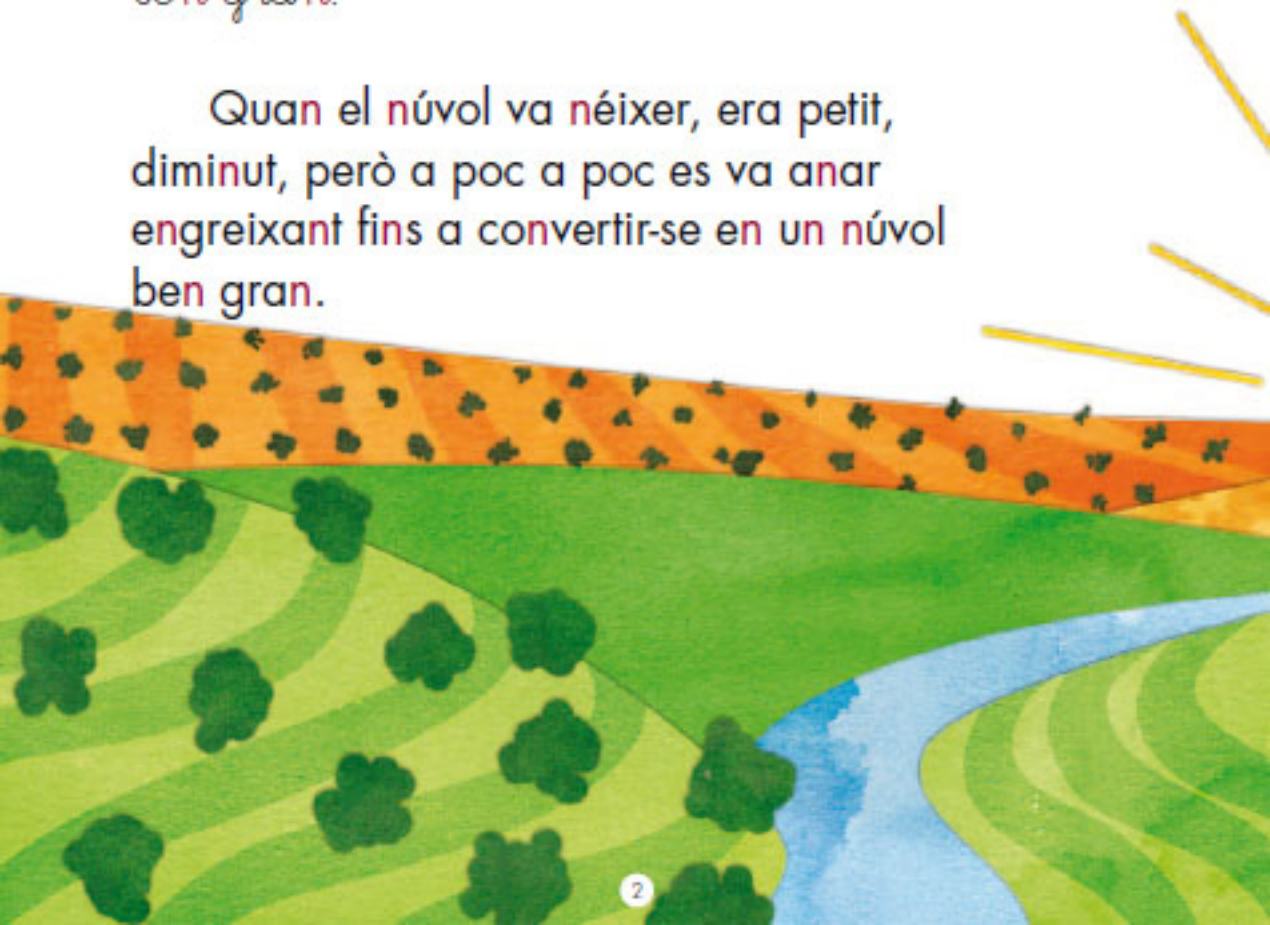 Quan el núvol va néixer, era petit,
diminut, però a poc a poc es va anar
engreixant fins a convertir-se en un núvol
ben gran.
2